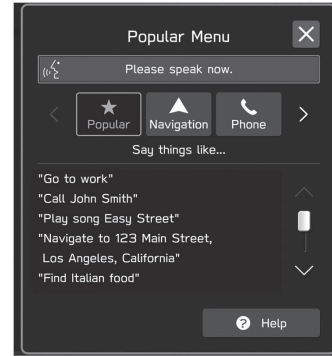 Popular Menu
Please speak now.
Popular
Navigation
Phone
Say things like...
"Go to work"
"Call John Smith"
"Play song Easy Street"
"Navigate to 123 Main Street,
Los Angeles, California"
"Find Italian food"
? Help